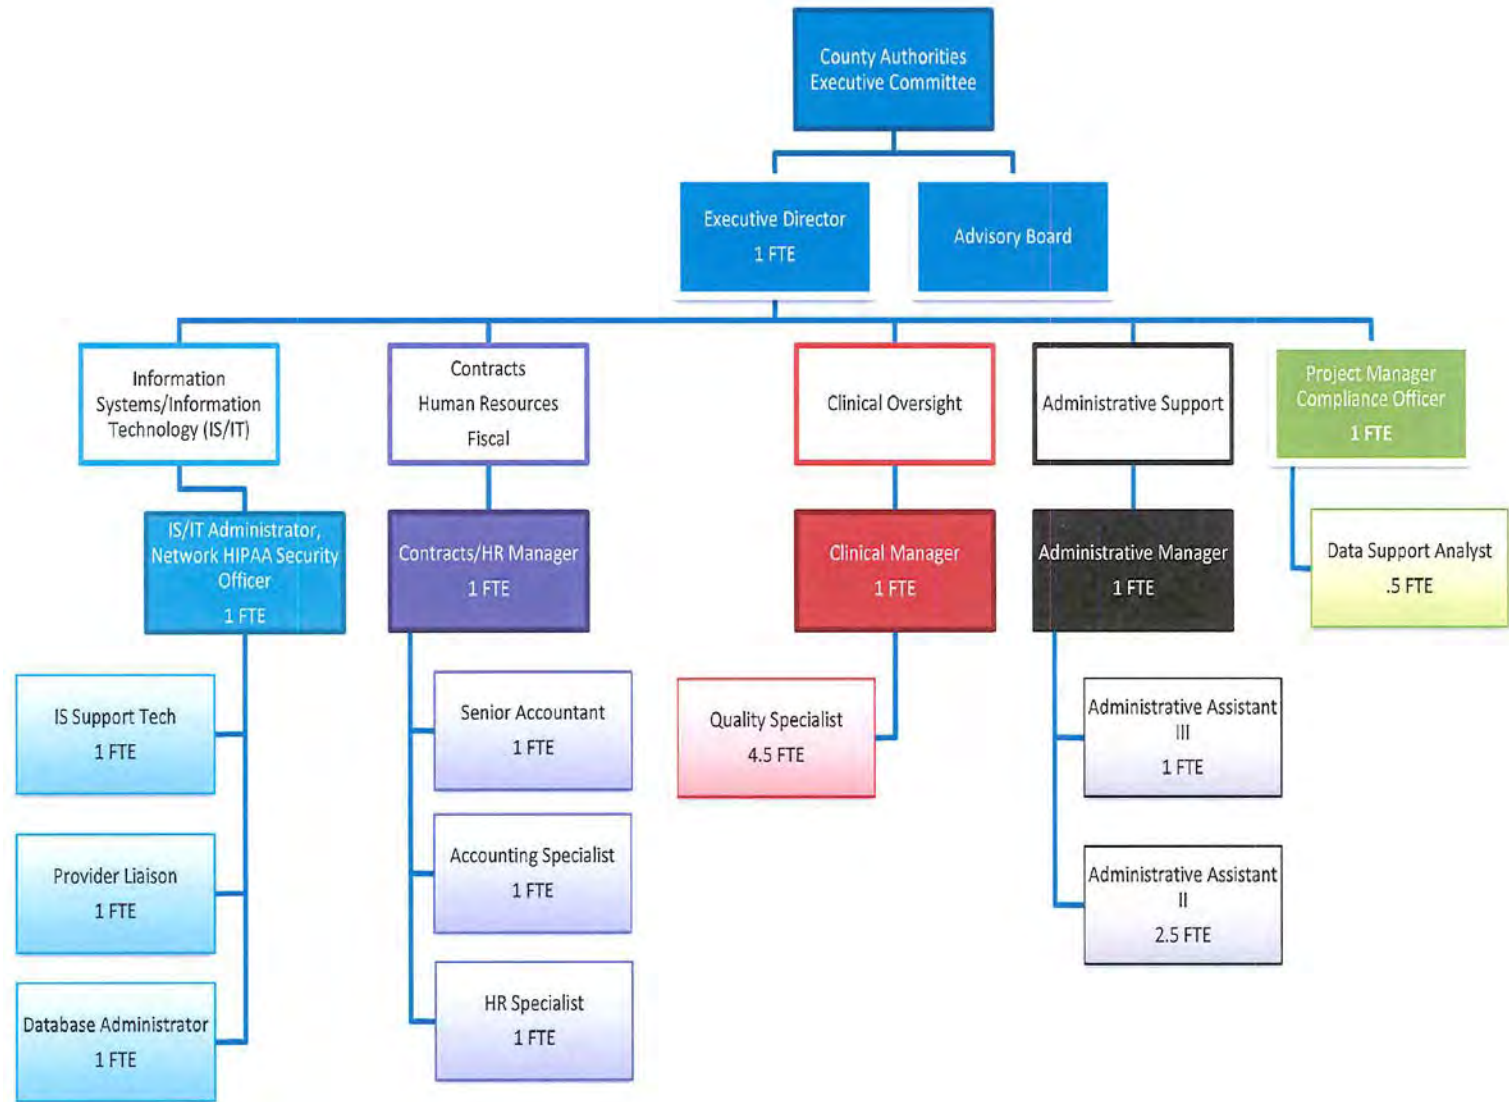 County Authorities
Executive Committee
Executive Director
1 FTE
Advisory Board
Information
Systems/Information
Technology (IS/IT)
Contracts
Human Resources
Fiscal
Clinical Oversight
Administrative Support
Project Manager
Compliance Officer
1 FTE
IS/IT Administrator,
Network HIPAA Security
Officer
1 FTE
Contracts/HR Manager
1 FTE
Clinical Manager
1 FTE
Administrative Manager
1 FTE
Data Support Analyst
.5 FTE
IS Support Tech
1 FTE
Senior Accountant
1 FTE
Quality Specialist
4.5 FTE
Administrative Assistant
III
1 FTE
Provider Liaison
1 FTE
Accounting Specialist
1 FTE
Administrative Assistant
II
2.5 FTE
Database Administrator
1 FTE
HR Specialist
1 FTE